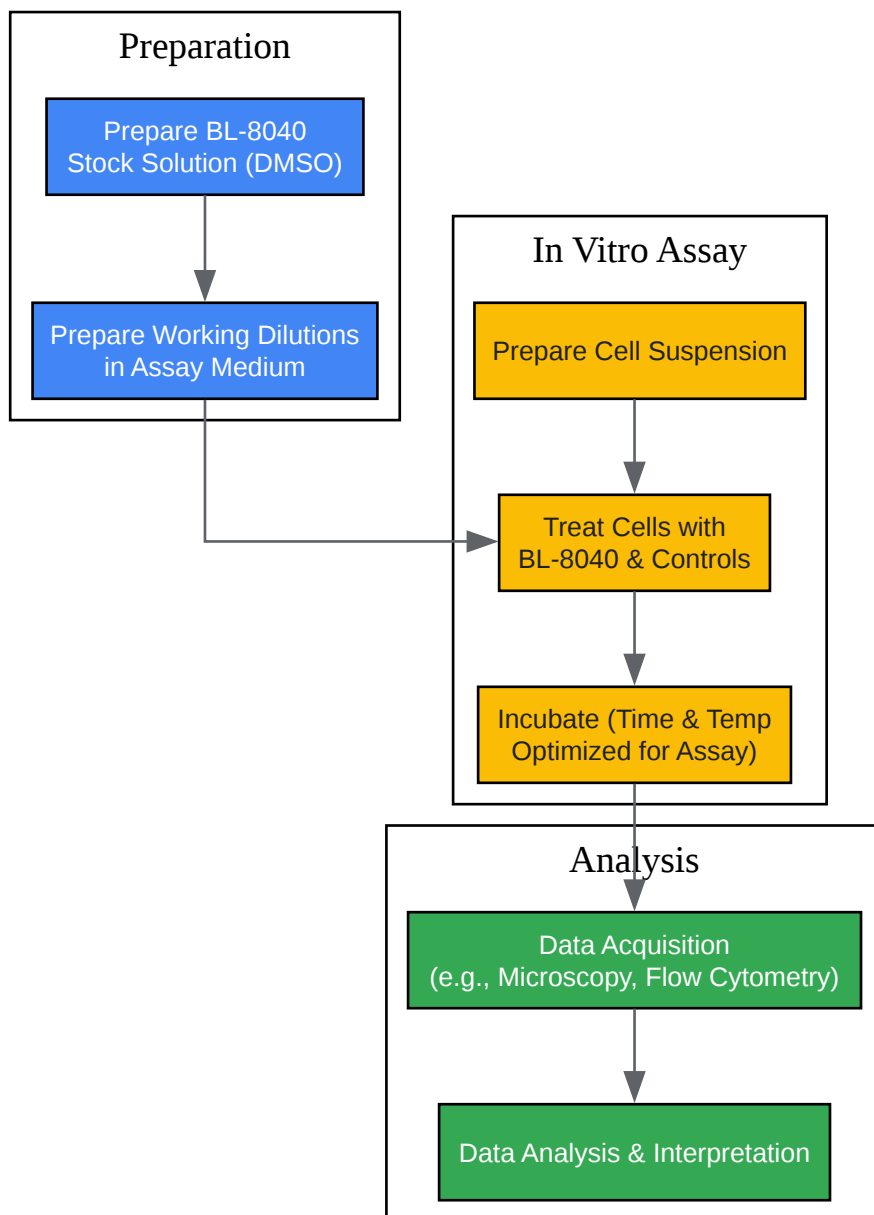 Preparation
Prepare BL-8040
Stock Solution (DMSO)
Prepare Working Dilutions
in Assay Medium
In Vitro Assay
Prepare Cell Suspension
Treat Cells with
BL-8040 & Controls
Incubate (Time & Temp
Optimized for Assay)
Analysis
Data Acquisition
(e.g., Microscopy, Flow Cytometry)
Data Analysis & Interpretation